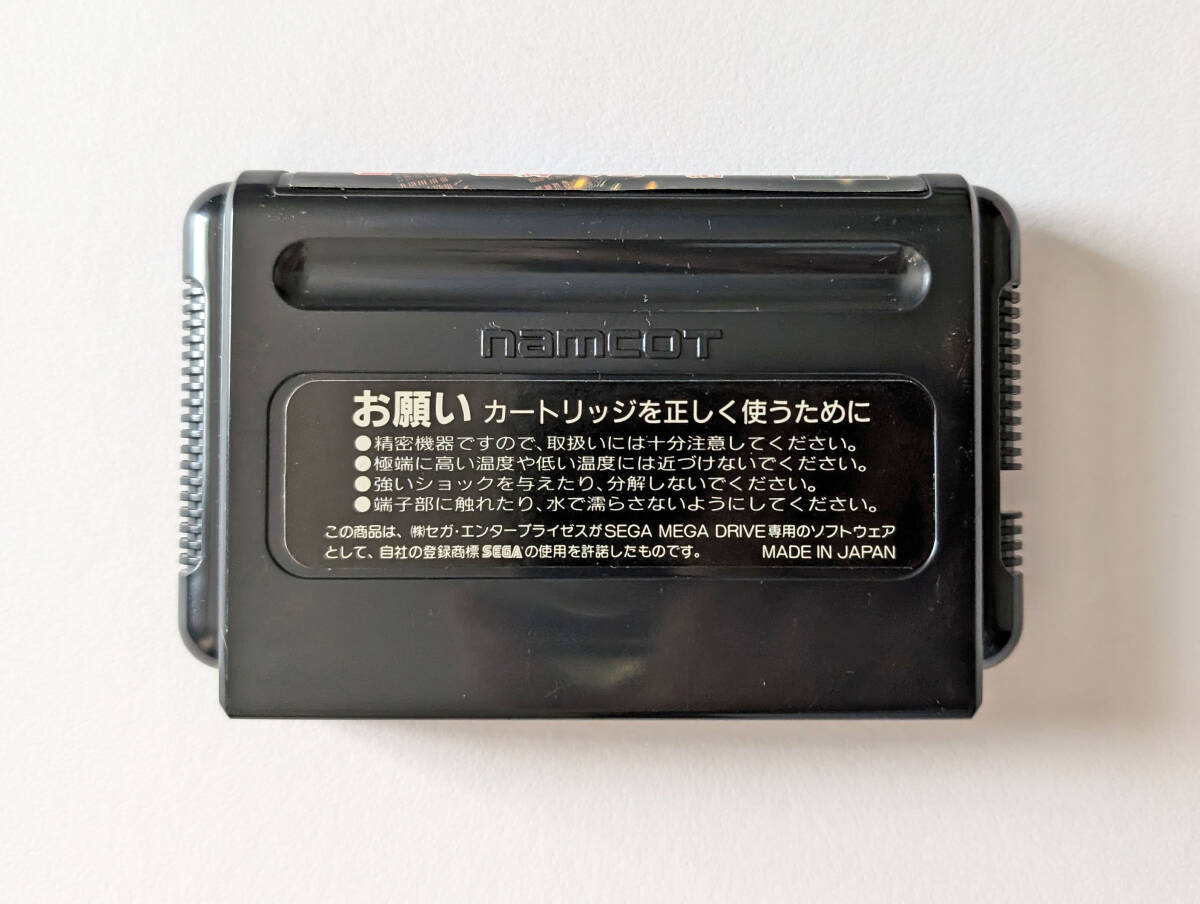 namcoT
お願い カートリッジを正しく使うために
●精密機器ですので、取扱いには十分注意してください。
●極端に高い温度や低い温度には近づけないでください。
●強いショックを与えたり、分解しないでください。
●端子部に触れたり、水で濡らさないようにしてください。
この商品は、㈱セガ・エンタープライゼスがSEGA MEGA DRIVE専用のソフトウェア
として、自社の登録商標SEGAの使用を許諾したものです。 MADE IN JAPAN